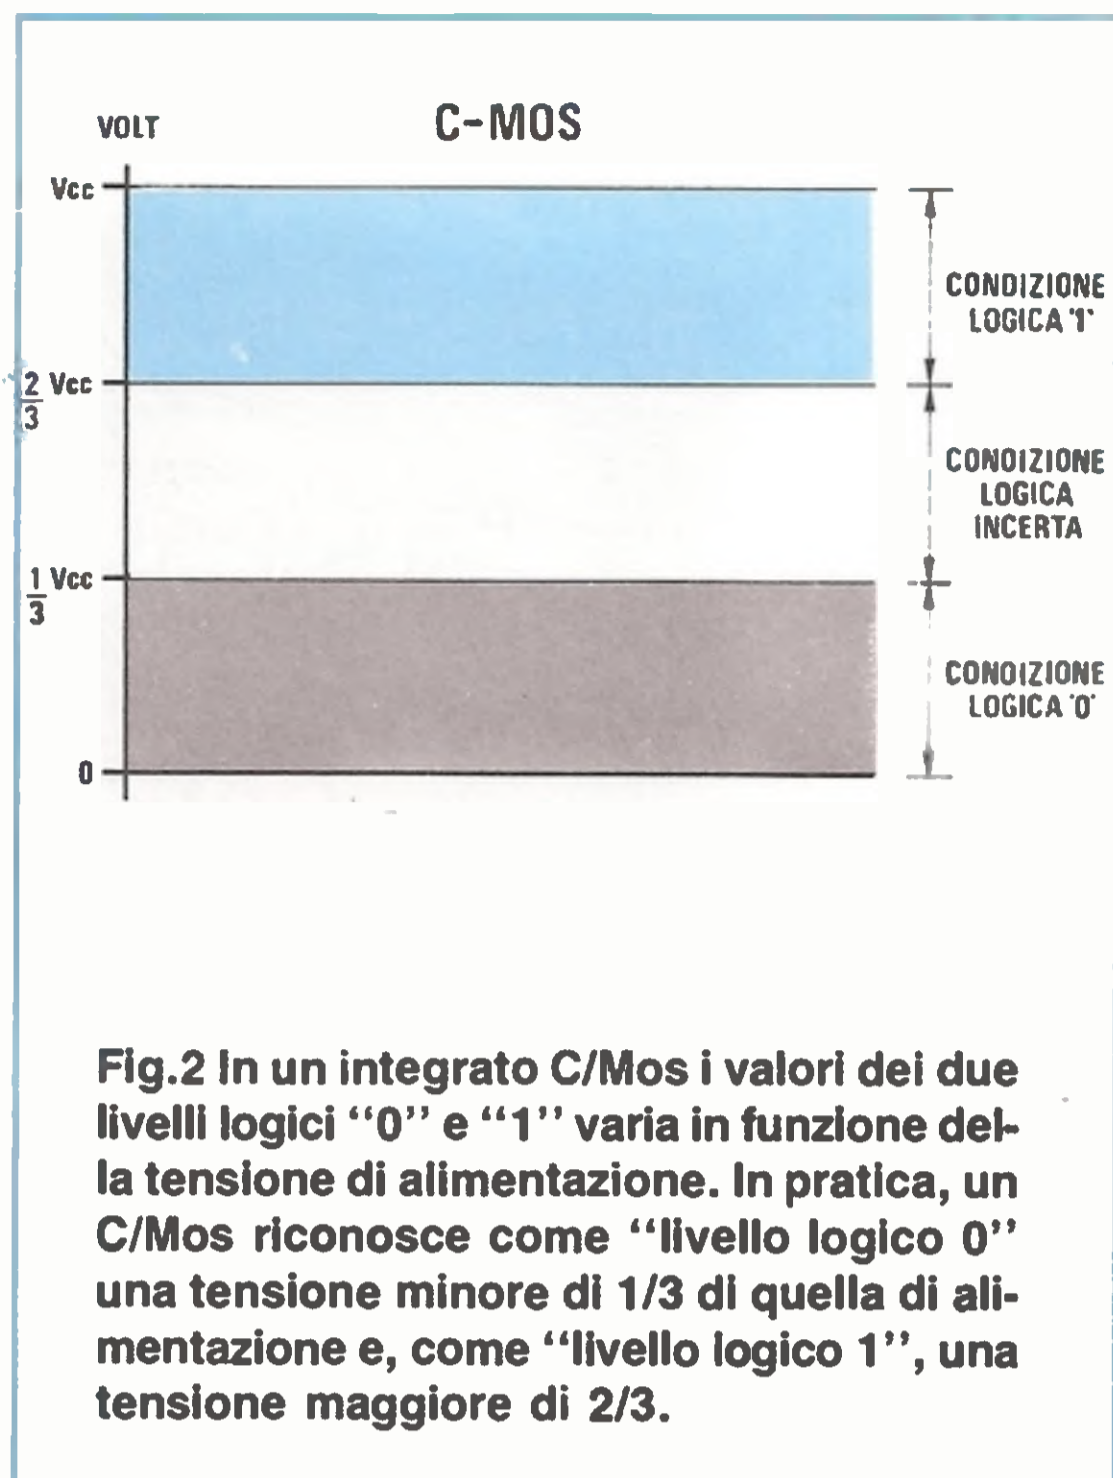 VOLT
C-MOS
Vcc
CONDIZIONE
LOGICA "1"
2/3 Vcc
CONDIZIONE
LOGICA
INCERTA
1/3 Vcc
CONDIZIONE
LOGICA "0"
0
Fig.2 In un integrato C/Mos i valori dei due
livelli logici “0” e “1” varia in funzione del-
la tensione di alimentazione. In pratica, un
C/Mos riconosce come “livello logico 0”
una tensione minore di 1/3 di quella di ali-
mentazione e, come “livello logico 1”, una
tensione maggiore di 2/3.